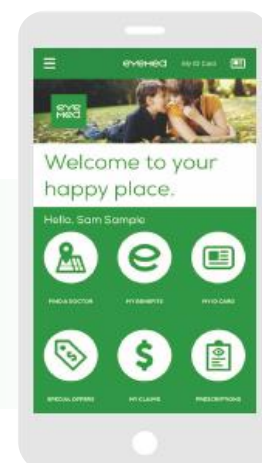 eyeMed My ID Card
eye
Med
Welcome to your
happy place.
Hello, Sam Sample
FIND A DOCTOR MY BENEFITS MY ID CARD
SPECIAL OFFERS MY CLAIMS PRESCRIPTIONS